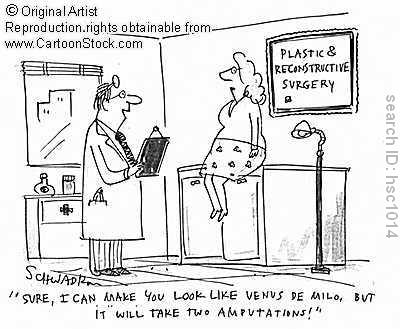 © Original Artist
Reproduction rights obtainable from
www.CartoonStock.com
PLASTIC &
RECONSTRUCTIVE
SURGERY
search ID: hsc1014
SCHWADRON
"SURE, I CAN MAKE YOU LOOK LIKE VENUS DE MILO, BUT
IT WILL TAKE TWO AMPUTATIONS!"